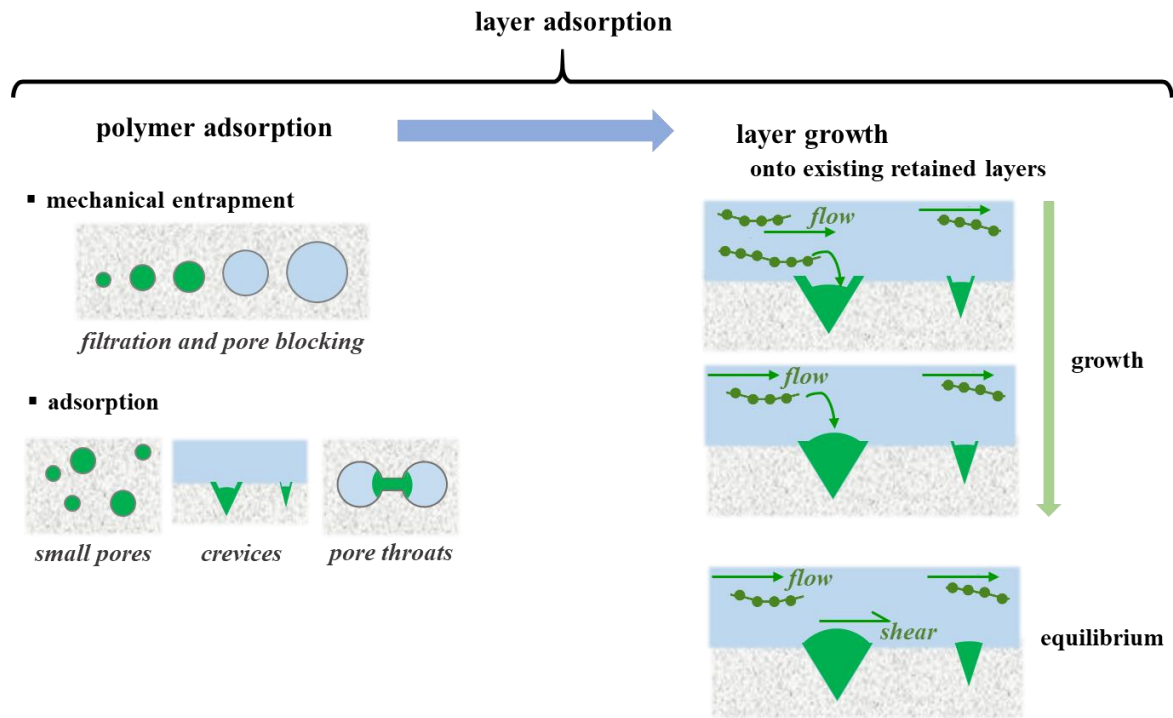 layer adsorption
polymer adsorption
▪ mechanical entrapment
filtration and pore blocking
▪ adsorption
small pores
crevices
pore throats
layer growth
onto existing retained layers
flow
flow
growth
flow
shear
equilibrium